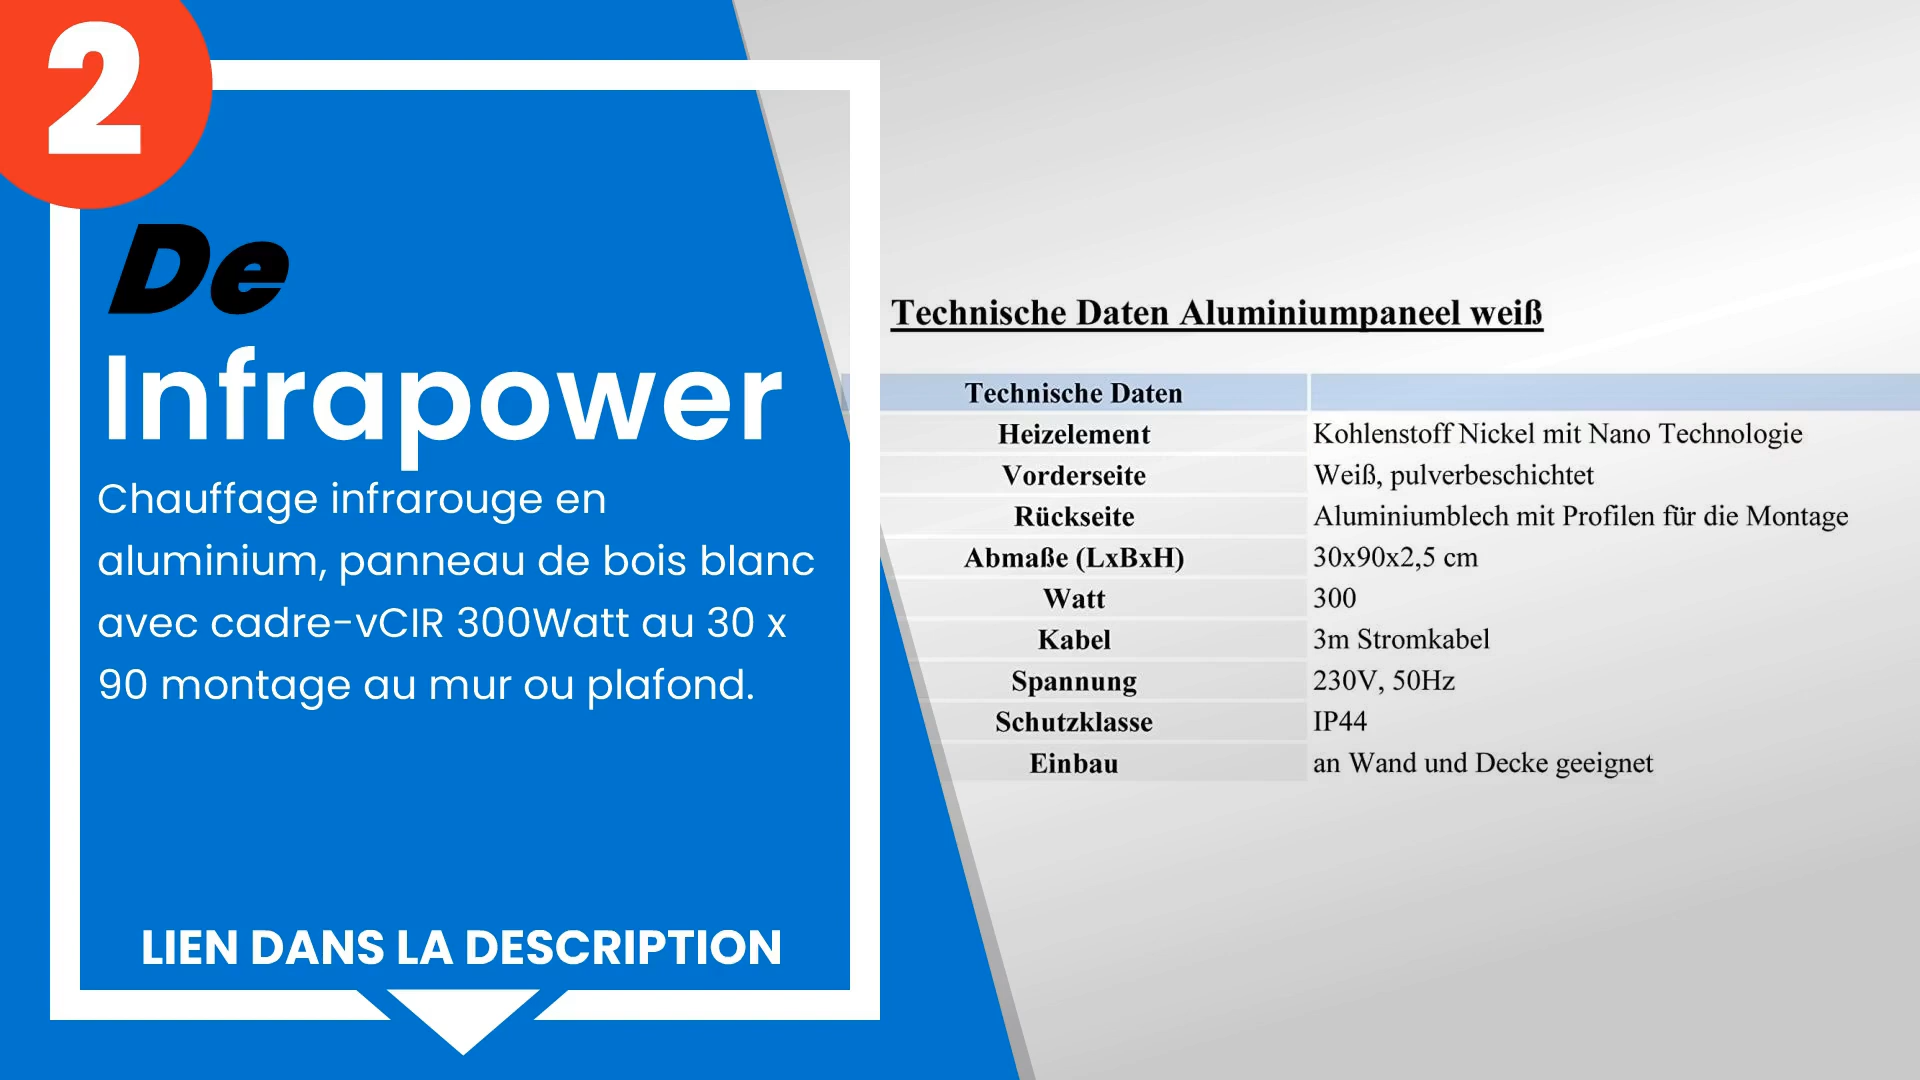 2
De
Infrapower
Chauffage infrarouge en
aluminium, panneau de bois blanc
avec cadre-vCIR 300Watt au 30 x
90 montage au mur ou plafond.
LIEN DANS LA DESCRIPTION
Technische Daten Aluminiumpaneel weiß
Technische Daten
Heizelement Kohlenstoff Nickel mit Nano Technologie
Vorderseite Weiß, pulverbeschichtet
Rückseite Aluminiumblech mit Profilen für die Montage
Abmaße (LxBxH) 30x90x2,5 cm
Watt 300
Kabel 3m Stromkabel
Spannung 230V, 50Hz
Schutzklasse IP44
Einbau an Wand und Decke geeignet